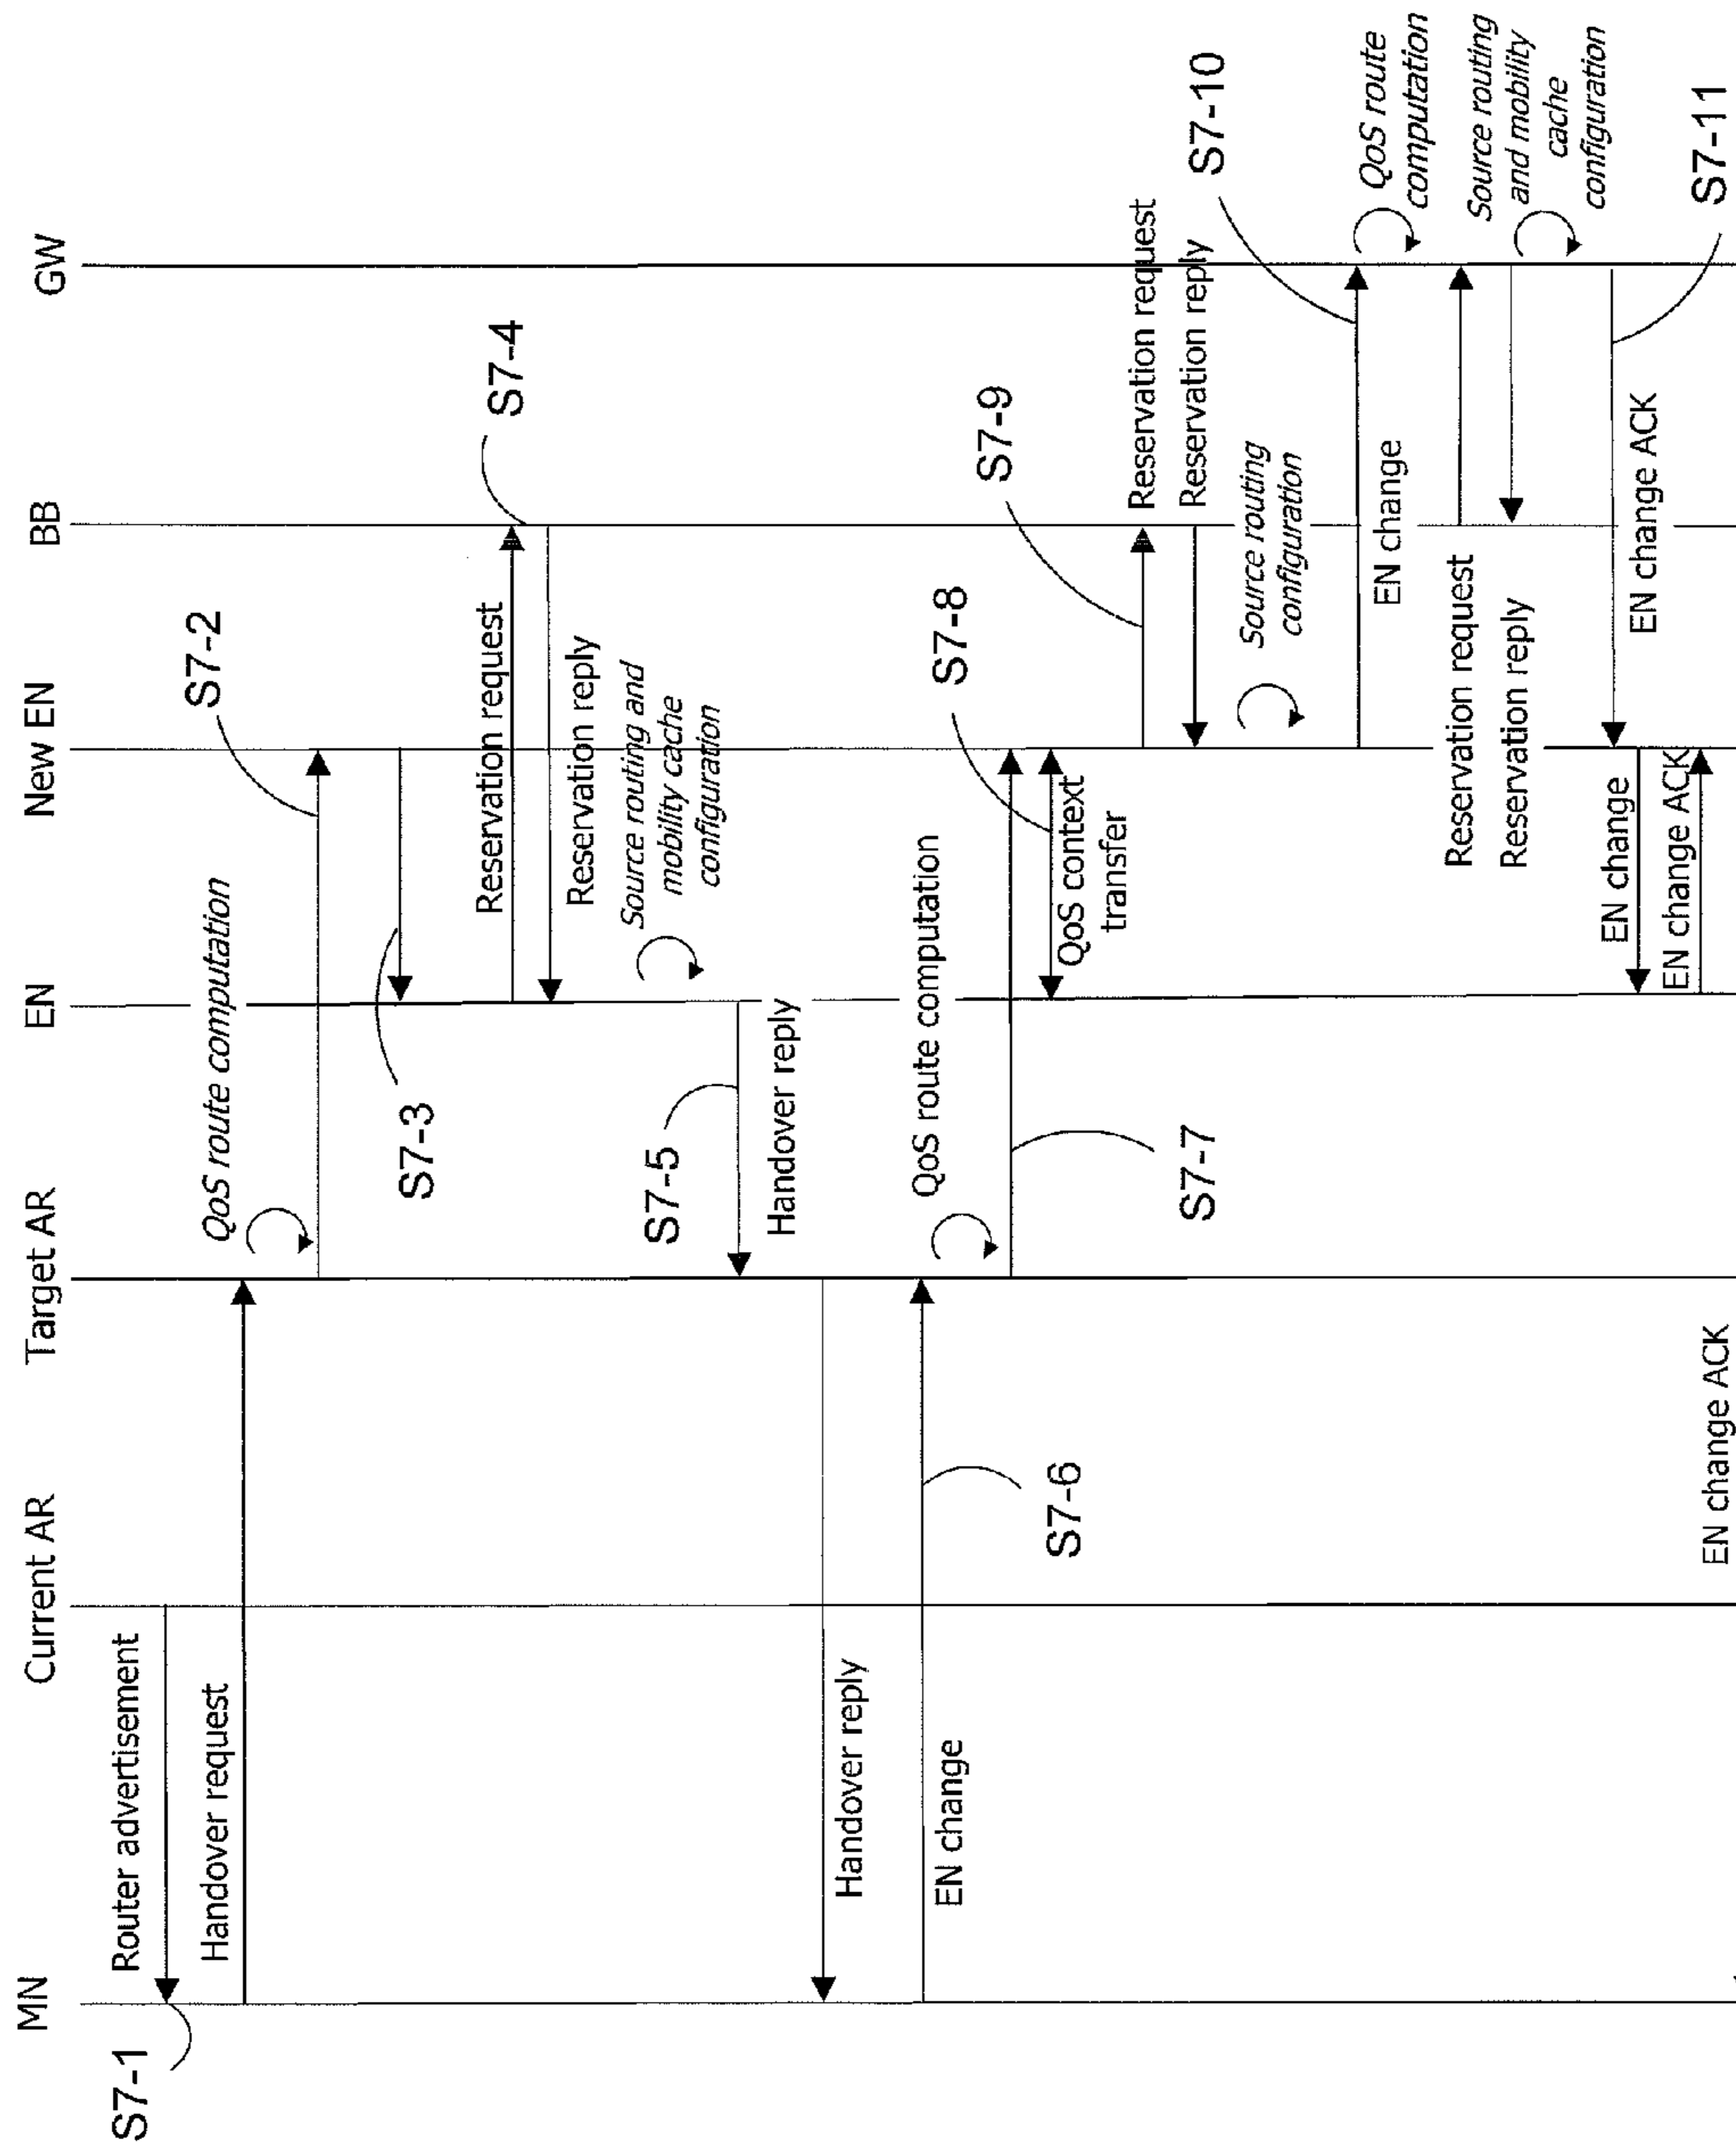 MN
Current AR
Target AR
EN
New EN
BB
GW
S7-1
Router advertisement
Handover request
QoS route computation
S7-2
S7-3
Reservation request
S7-4
Reservation reply
Source routing and
mobility cache
configuration
S7-5
Handover reply
Handover reply
EN change
S7-6
QoS route computation
S7-7
QoS context
transfer
S7-8
S7-9
Reservation request
Reservation reply
Source routing
configuration
EN change
S7-10
QoS route
computation
Reservation request
Reservation reply
Source routing
and mobility
cache
configuration
EN change ACK
S7-11
EN change
EN change ACK
EN change ACK